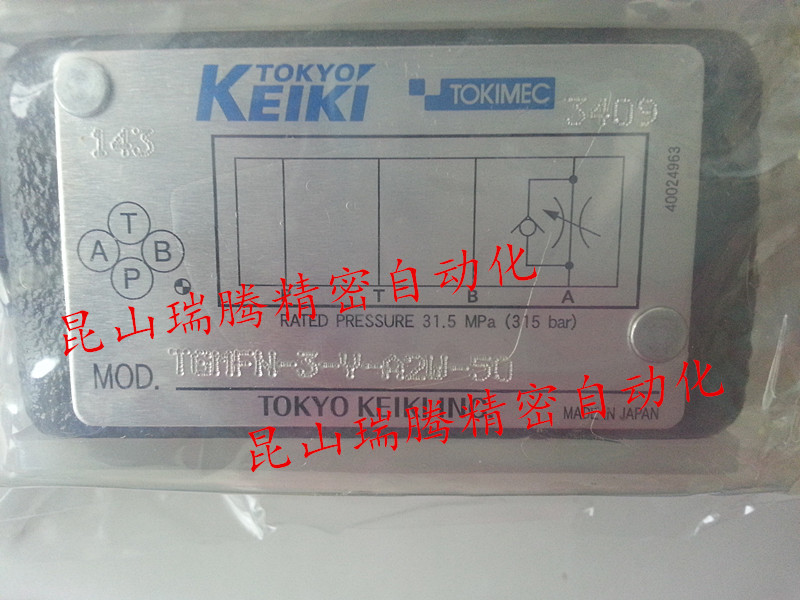 TOKYO
KEIKI
TOKIMEC
3409
143
40024963
T
A B
P
P T B A
昆山瑞腾精密自动化
RATED PRESSURE 31.5 MPa (315 bar)
MOD. TGMFN-3-Y-A2W-50
TOKYO KEIKI INC.
MADE IN JAPAN
昆山瑞腾精密自动化